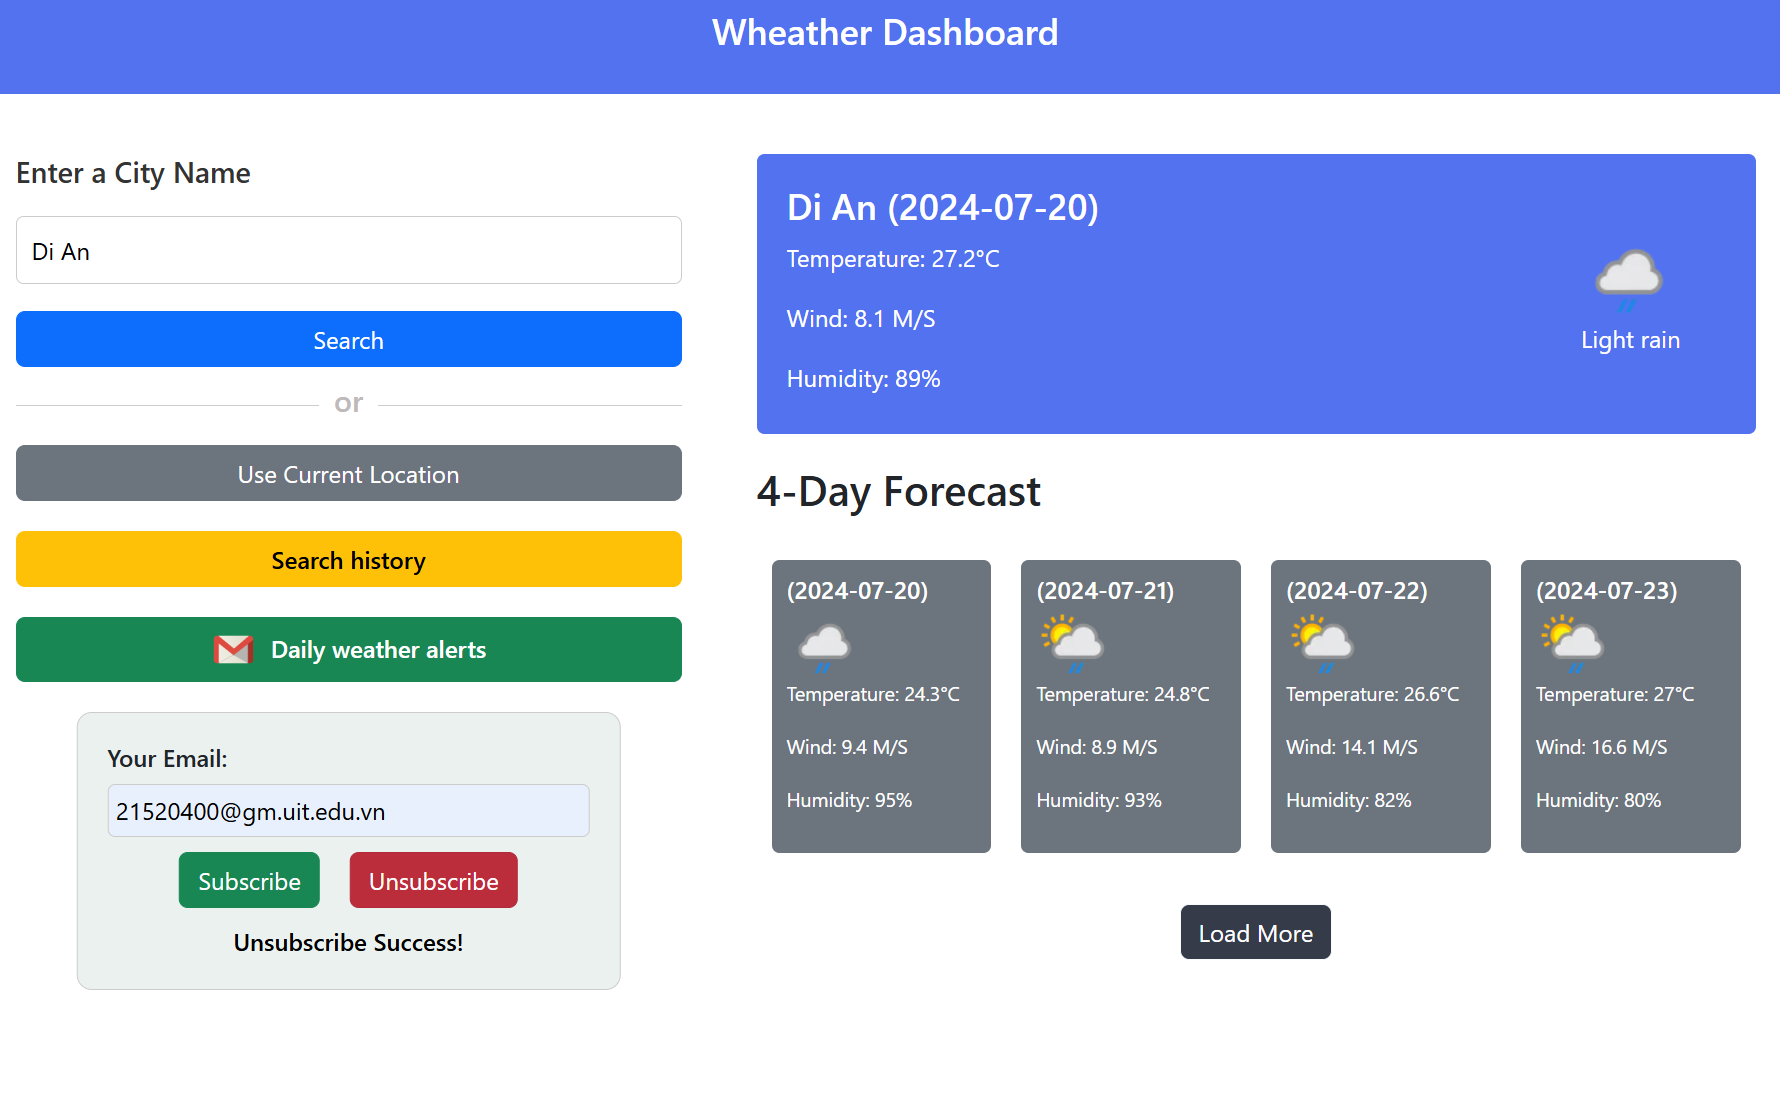 Wheather Dashboard
Enter a City Name
Di An
Search
or
Use Current Location
Search history
Daily weather alerts
Your Email:
21520400@gm.uit.edu.vn
Subscribe
Unsubscribe
Unsubscribe Success!
Di An (2024-07-20)
Temperature: 27.2°C
Wind: 8.1 M/S
Humidity: 89%
Light rain
4-Day Forecast
(2024-07-20)
Temperature: 24.3°C
Wind: 9.4 M/S
Humidity: 95%
(2024-07-21)
Temperature: 24.8°C
Wind: 8.9 M/S
Humidity: 93%
(2024-07-22)
Temperature: 26.6°C
Wind: 14.1 M/S
Humidity: 82%
(2024-07-23)
Temperature: 27°C
Wind: 16.6 M/S
Humidity: 80%
Load More